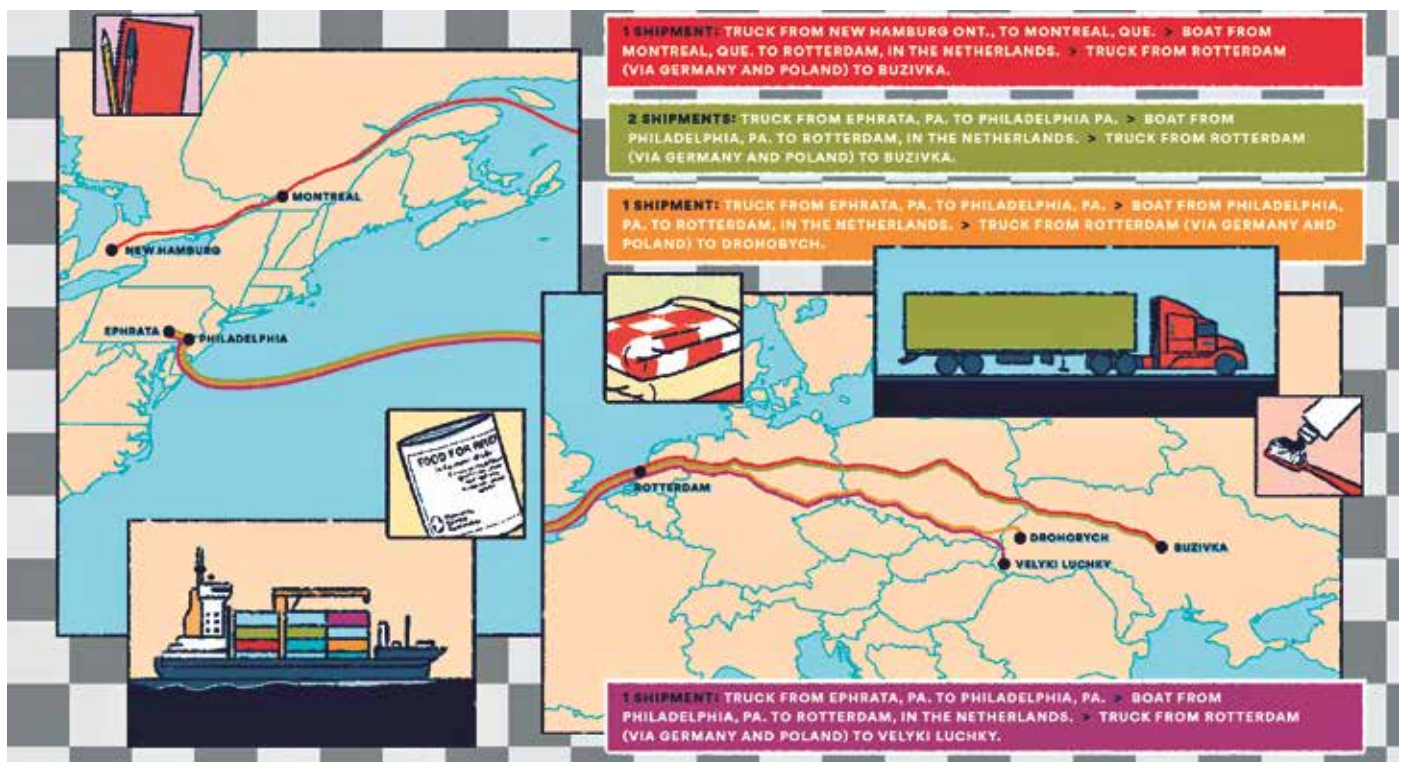 1 SHIPMENT: TRUCK FROM NEW HAMBURG ONT., TO MONTREAL, QUE. > BOAT FROM
MONTREAL, QUE. TO ROTTERDAM, IN THE NETHERLANDS. > TRUCK FROM ROTTERDAM
(VIA GERMANY AND POLAND) TO BUZIVKA.
2 SHIPMENTS: TRUCK FROM EPHRATA, PA. TO PHILADELPHIA PA. > BOAT FROM
PHILADELPHIA, PA. TO ROTTERDAM, IN THE NETHERLANDS. > TRUCK FROM ROTTERDAM
(VIA GERMANY AND POLAND) TO BUZIVKA.
1 SHIPMENT: TRUCK FROM EPHRATA, PA. TO PHILADELPHIA, PA. > BOAT FROM PHILADELPHIA,
PA. TO ROTTERDAM, IN THE NETHERLANDS. > TRUCK FROM ROTTERDAM (VIA GERMANY AND
POLAND) TO DROHOBYCH.
MONTREAL
NEW HAMBURG
EPHRATA
PHILADELPHIA
FOOD FOR
ROTTERDAM
DROHOBYCH
BUZIVKA
VELYKI LUCHKY
1 SHIPMENT: TRUCK FROM EPHRATA, PA. TO PHILADELPHIA, PA. > BOAT FROM
PHILADELPHIA, PA. TO ROTTERDAM, IN THE NETHERLANDS. > TRUCK FROM ROTTERDAM
(VIA GERMANY AND POLAND) TO VELYKI LUCHKY.